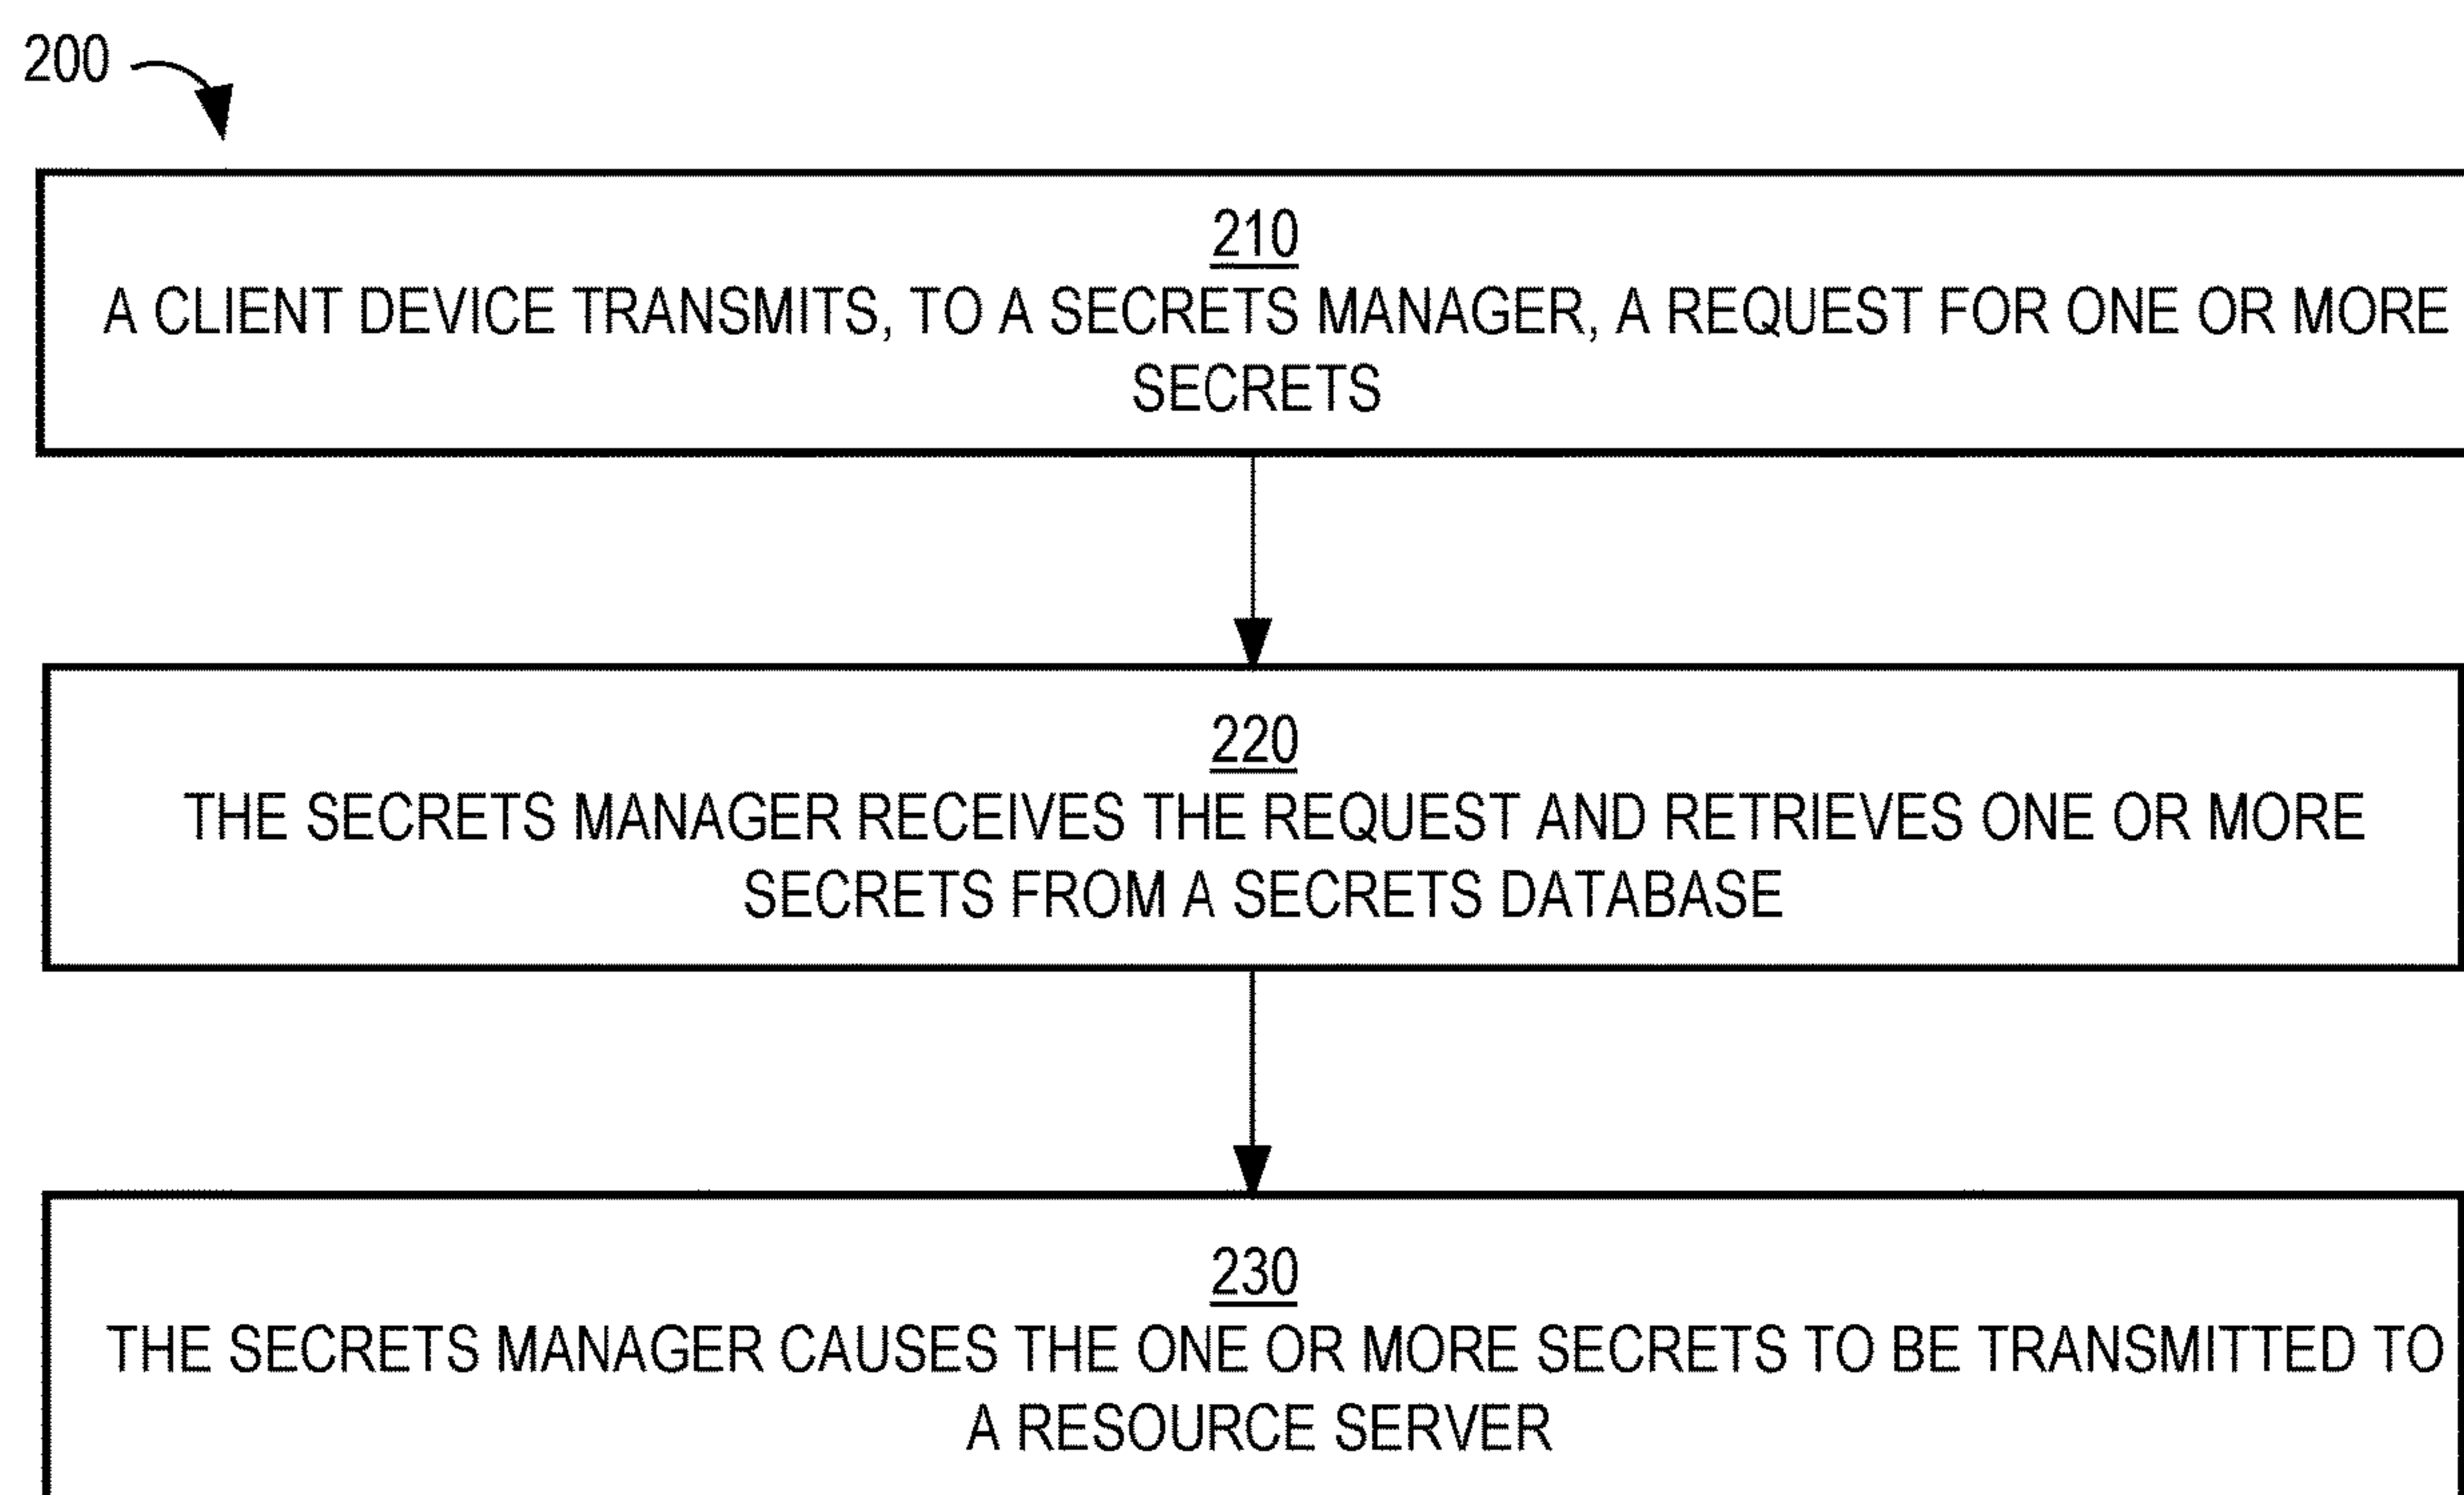 200
210
A CLIENT DEVICE TRANSMITS, TO A SECRETS MANAGER, A REQUEST FOR ONE OR MORE
SECRETS
220
THE SECRETS MANAGER RECEIVES THE REQUEST AND RETRIEVES ONE OR MORE
SECRETS FROM A SECRETS DATABASE
230
THE SECRETS MANAGER CAUSES THE ONE OR MORE SECRETS TO BE TRANSMITTED TO
A RESOURCE SERVER